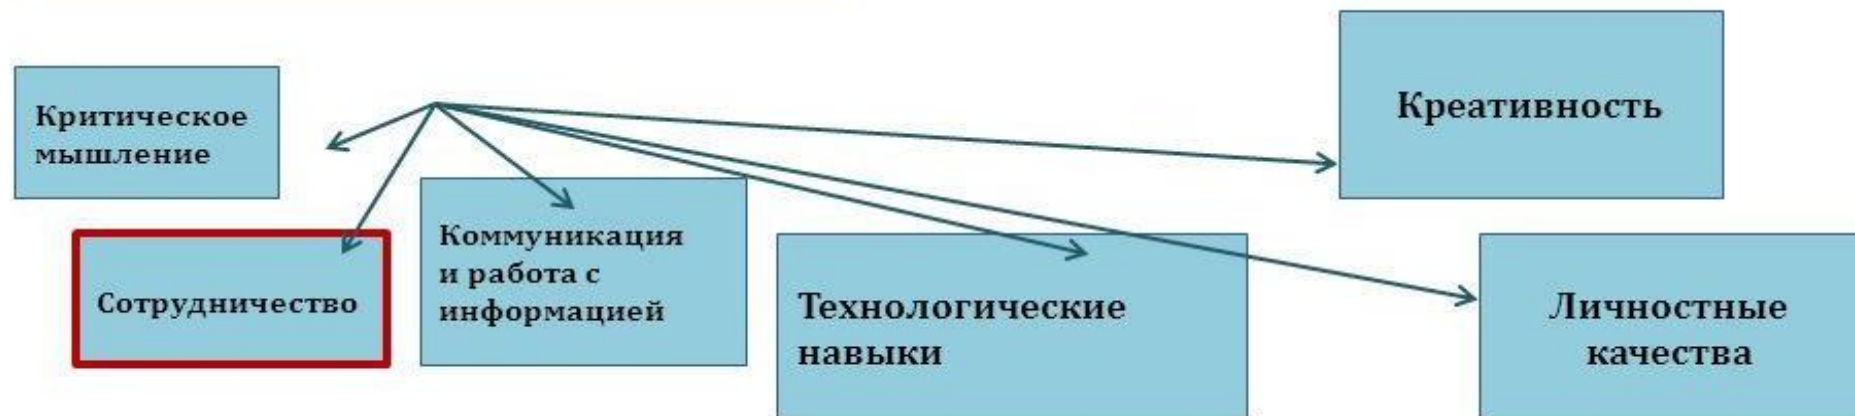 Критическое
мышление
Креативность
Сотрудничество
Коммуникация
и работа с
информацией
Технологические
навыки
Личностные
качества